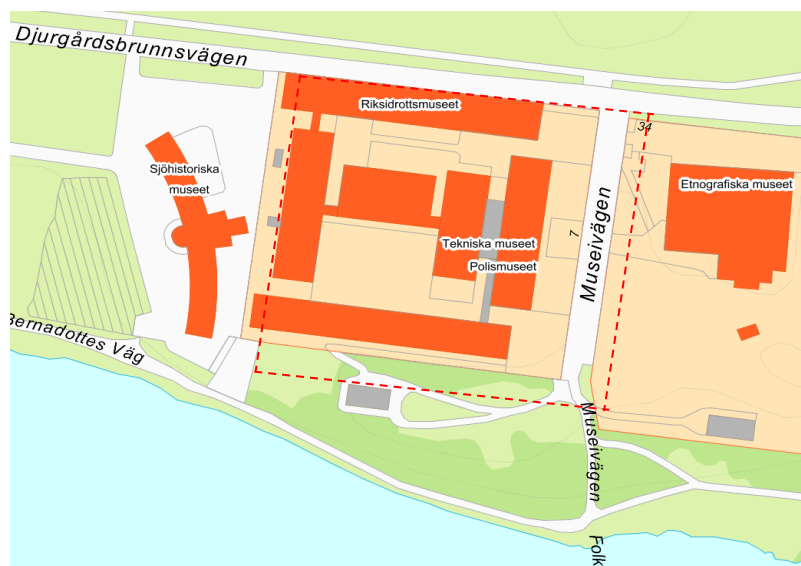 Djurgårdsbrunnsvägen
Riksidrottsmuseet
34
Sjöhistoriska
museet
Etnografiska museet
Tekniska museet
Polismuseet
7
Museivägen
Bernadottes Väg
Museivägen
Folk